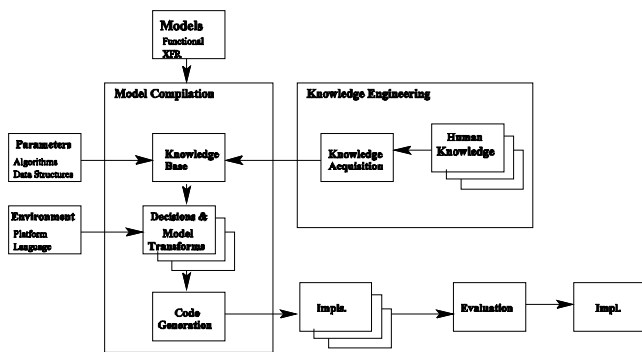 Models
Functional
XFR
Model Compilation
Knowledge Engineering
Parameters
Algorithms
Data Structures
Knowledge
Base
Knowledge
Acquisition
Human
Knowledge
Environment
Platform
Language
Decisions &
Model
Transforms
Code
Generation
Impls.
Evaluation
Impl.